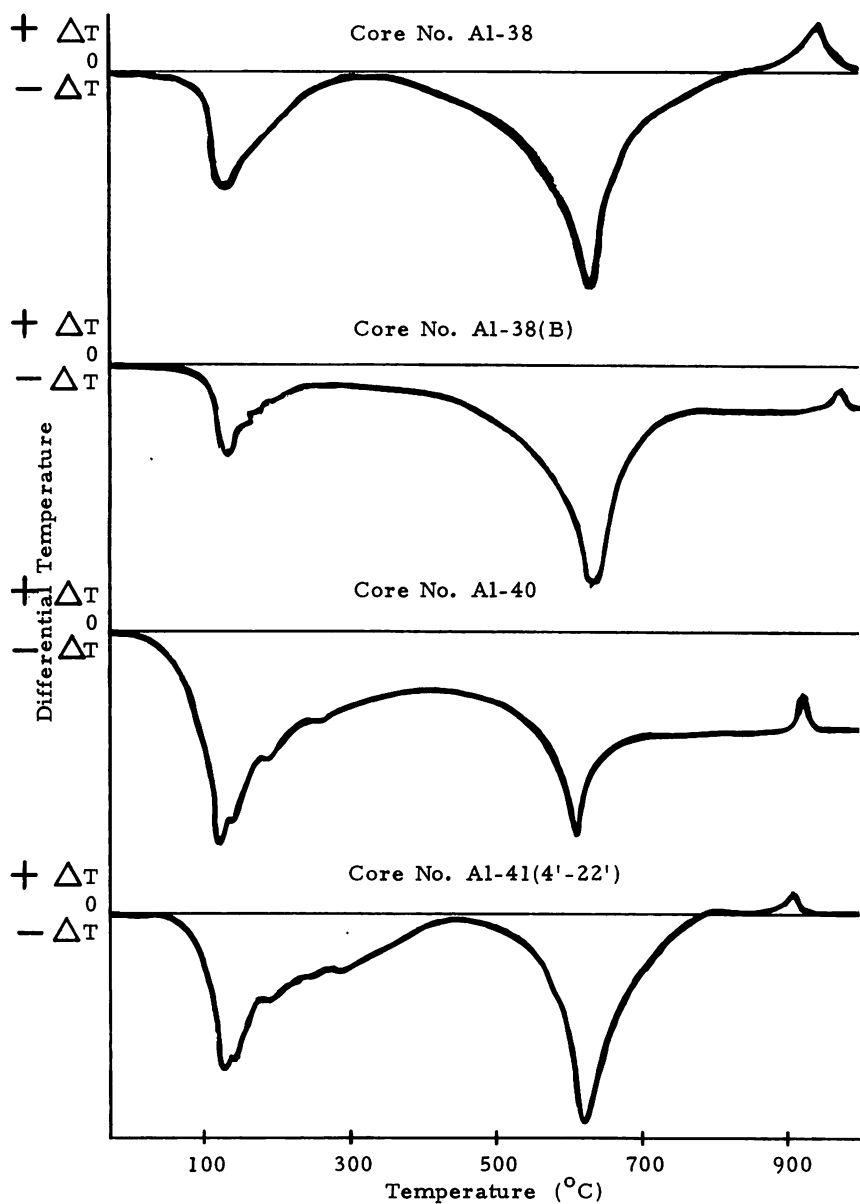 + ΔT
Core No. Al-38
0
- ΔT
+ ΔT
Core No. Al-38(B)
0
- ΔT
Differential Temperature
+ ΔT
Core No. Al-40
0
- ΔT
+ ΔT
Core No. Al-41(4'-22')
0
- ΔT
100 300 500 700 900
Temperature (°C)